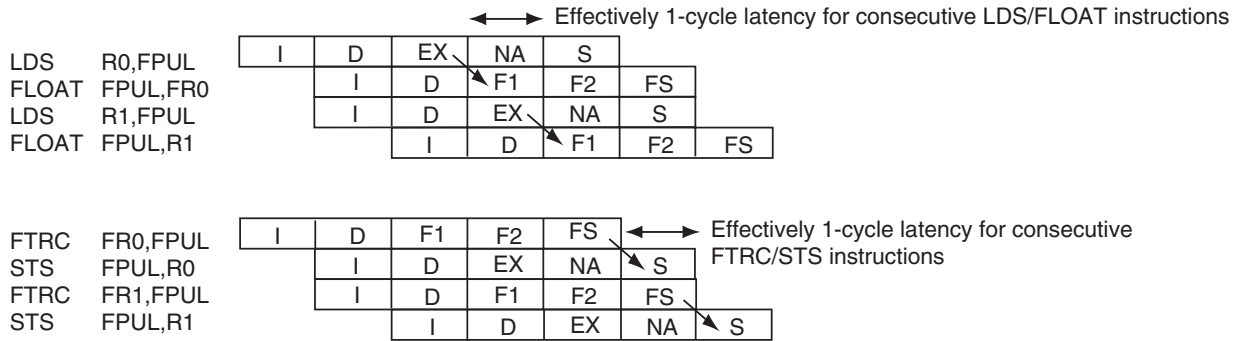 Effectively 1-cycle latency for consecutive LDS/FLOAT instructions
LDS R0,FPUL I D EX NA S
FLOAT FPUL,FR0 I D F1 F2 FS
LDS R1,FPUL I D EX NA S
FLOAT FPUL,R1 I D F1 F2 FS
FTRC FR0,FPUL I D F1 F2 FS Effectively 1-cycle latency for consecutive
FTRC/STS instructions
STS FPUL,R0 I D EX NA S
FTRC FR1,FPUL I D F1 F2 FS
STS FPUL,R1 I D EX NA S